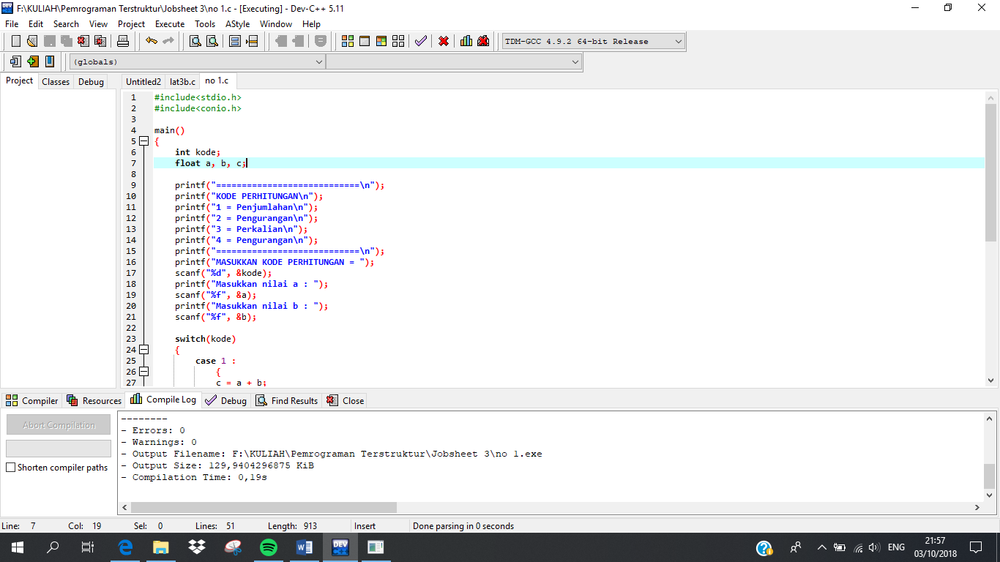 F:\KULIAH\Pemrograman Terstruktur\Jobsheet 3\no 1.c - [Executing] - Dev-C++ 5.11
File Edit Search View Project Execute Tools AStyle Window Help
TDM-GCC 4.9.2 64-bit Release
(globals)
Project Classes Debug
Untitled2 lat3b.c no 1.c
1 #include<stdio.h>
2 #include<conio.h>
3
4 main()
5 {
6 int kode;
7 float a, b, c;
8
9 printf("============================\n");
10 printf("KODE PERHITUNGAN\n");
11 printf("1 = Penjumlahan\n");
12 printf("2 = Pengurangan\n");
13 printf("3 = Perkalian\n");
14 printf("4 = Pengurangan\n");
15 printf("============================\n");
16 printf("MASUKKAN KODE PERHITUNGAN = ");
17 scanf("%d", &kode);
18 printf("Masukkan nilai a : ");
19 scanf("%f", &a);
20 printf("Masukkan nilai b : ");
21 scanf("%f", &b);
22
23 switch(kode)
24 {
25 case 1 :
26 {
27 c = a + b;
Compiler Resources Compile Log Debug Find Results Close
Abort Compilation
Shorten compiler paths
--------
- Errors: 0
- Warnings: 0
- Output Filename: F:\KULIAH\Pemrograman Terstruktur\Jobsheet 3\no 1.exe
- Output Size: 129,9404296875 KiB
- Compilation Time: 0,19s
Line: 7 Col: 19 Sel: 0 Lines: 51 Length: 913 Insert Done parsing in 0 seconds
ENG
21:57
03/10/2018